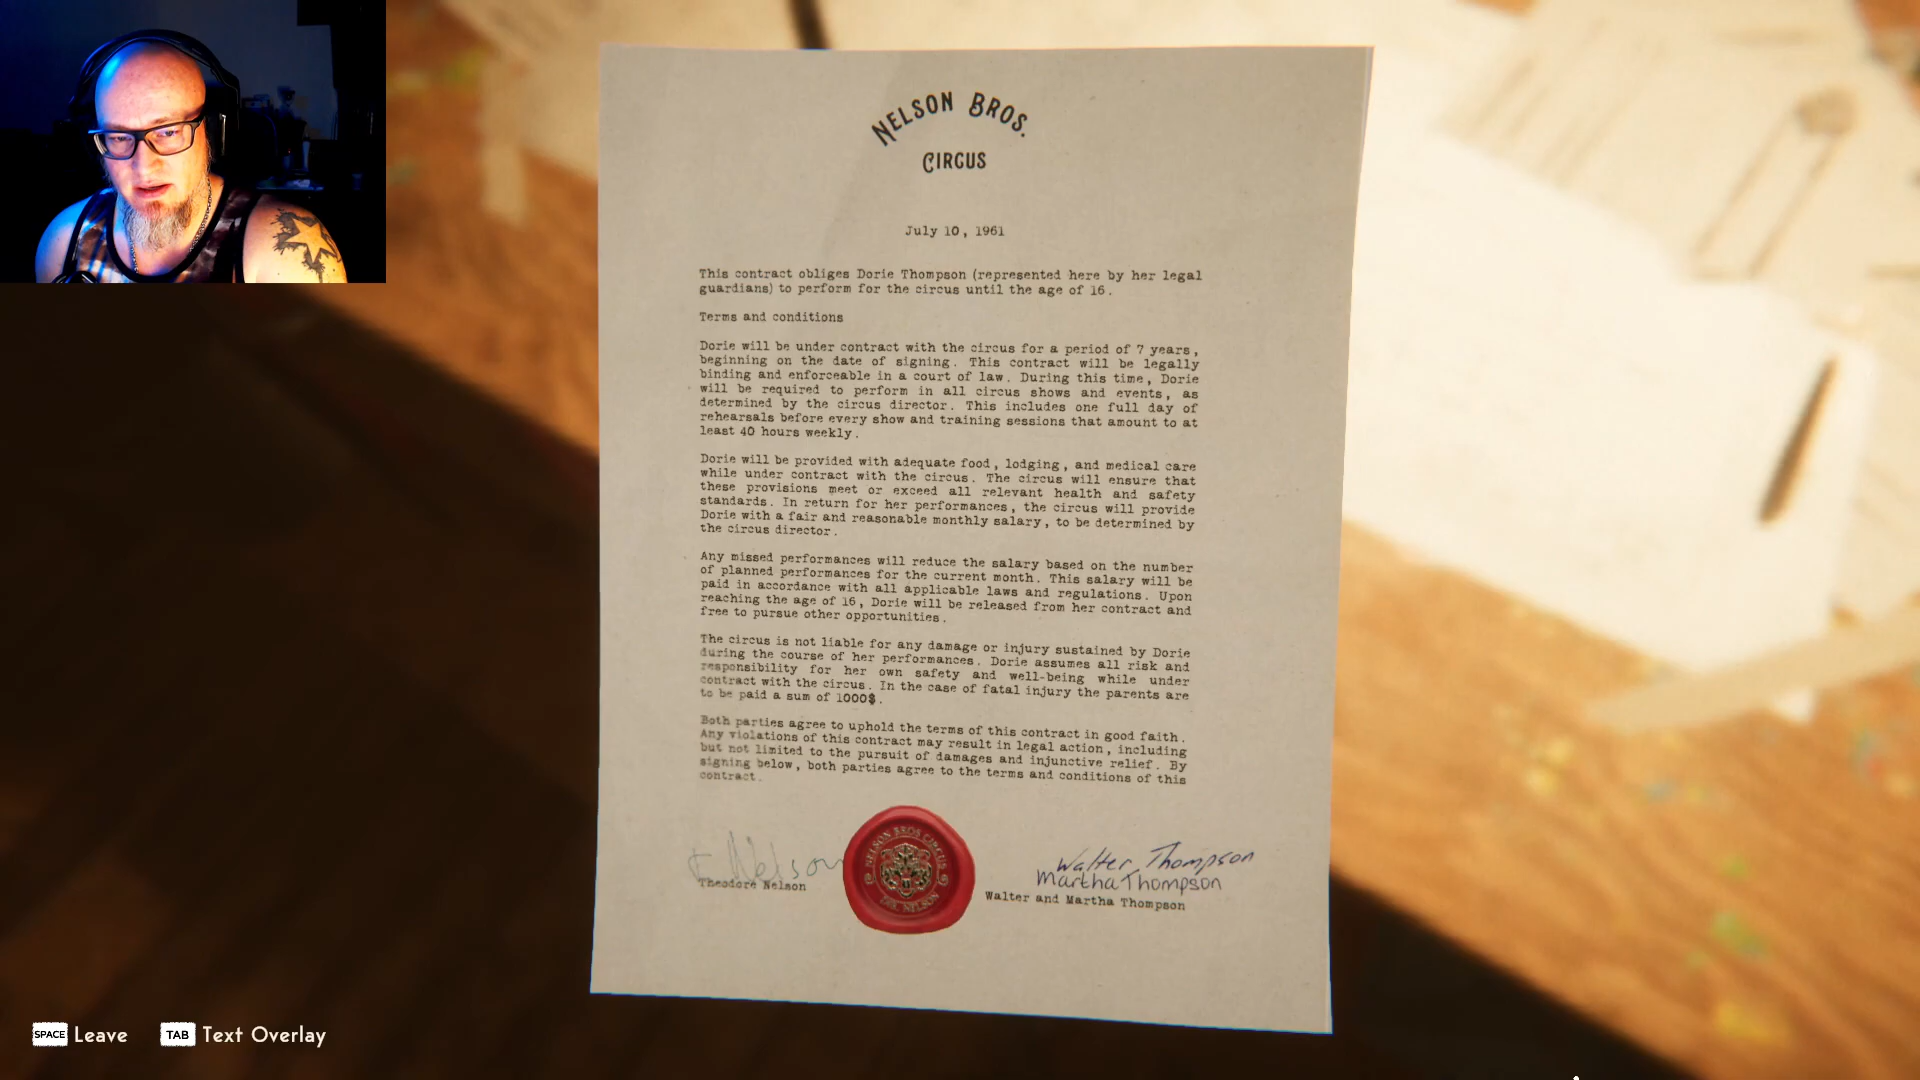 NELSON BROS.
CIRCUS
July 10, 1961
This contract obliges Dorie Thompson (represented here by her legal
guardians) to perform for the circus until the age of 16.
Terms and conditions
Dorie will be under contract with the circus for a period of 7 years,
beginning on the date of signing. This contract will be legally
binding and enforceable in a court of law. During this time, Dorie
will be required to perform in all circus shows and events, as
determined by the circus director. This includes one full day of
rehearsals before every show and training sessions that amount to at
least 40 hours weekly.
Dorie will be provided with adequate food, lodging, and medical care
while under contract with the circus. The circus will ensure that
these provisions meet or exceed all relevant health and safety
standards. In return for her performances, the circus will provide
Dorie with a fair and reasonable monthly salary, to be determined by
the circus director.
Any missed performances will reduce the salary based on the number
of planned performances for the current month. This salary will be
paid in accordance with all applicable laws and regulations. Upon
reaching the age of 16, Dorie will be released from her contract and
free to pursue other opportunities.
The circus is not liable for any damage or injury sustained by Dorie
during the course of her performances. Dorie assumes all risk and
responsibility for her own safety and well-being while under
contract with the circus. In the case of fatal injury the parents are
to be paid a sum of 1000$.
Both parties agree to uphold the terms of this contract in good faith.
Any violations of this contract may result in legal action, including
but not limited to the pursuit of damages and injunctive relief. By
signing below, both parties agree to the terms and conditions of this
contract.
Nelson
Theodore Nelson
NELSON BROS CIRCUS
NELSON
Walter Thompson
Martha Thompson
Walter and Martha Thompson
SPACE Leave TAB Text Overlay